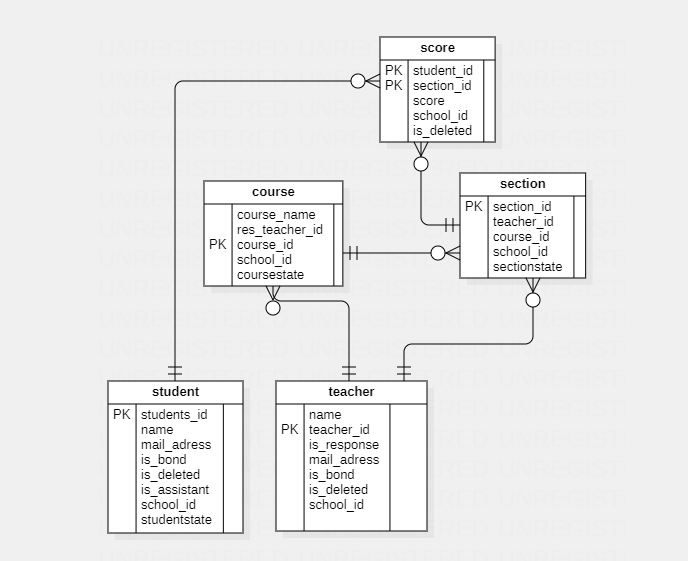 score
PK student_id
PK section_id
score
school_id
is_deleted
section
PK section_id
teacher_id
course_id
school_id
sectionstate
course
course_name
res_teacher_id
PK course_id
school_id
coursestate
student
PK students_id
name
mail_adress
is_bond
is_deleted
is_assistant
school_id
studentstate
teacher
name
PK teacher_id
is_response
mail_adress
is_bond
is_deleted
school_id